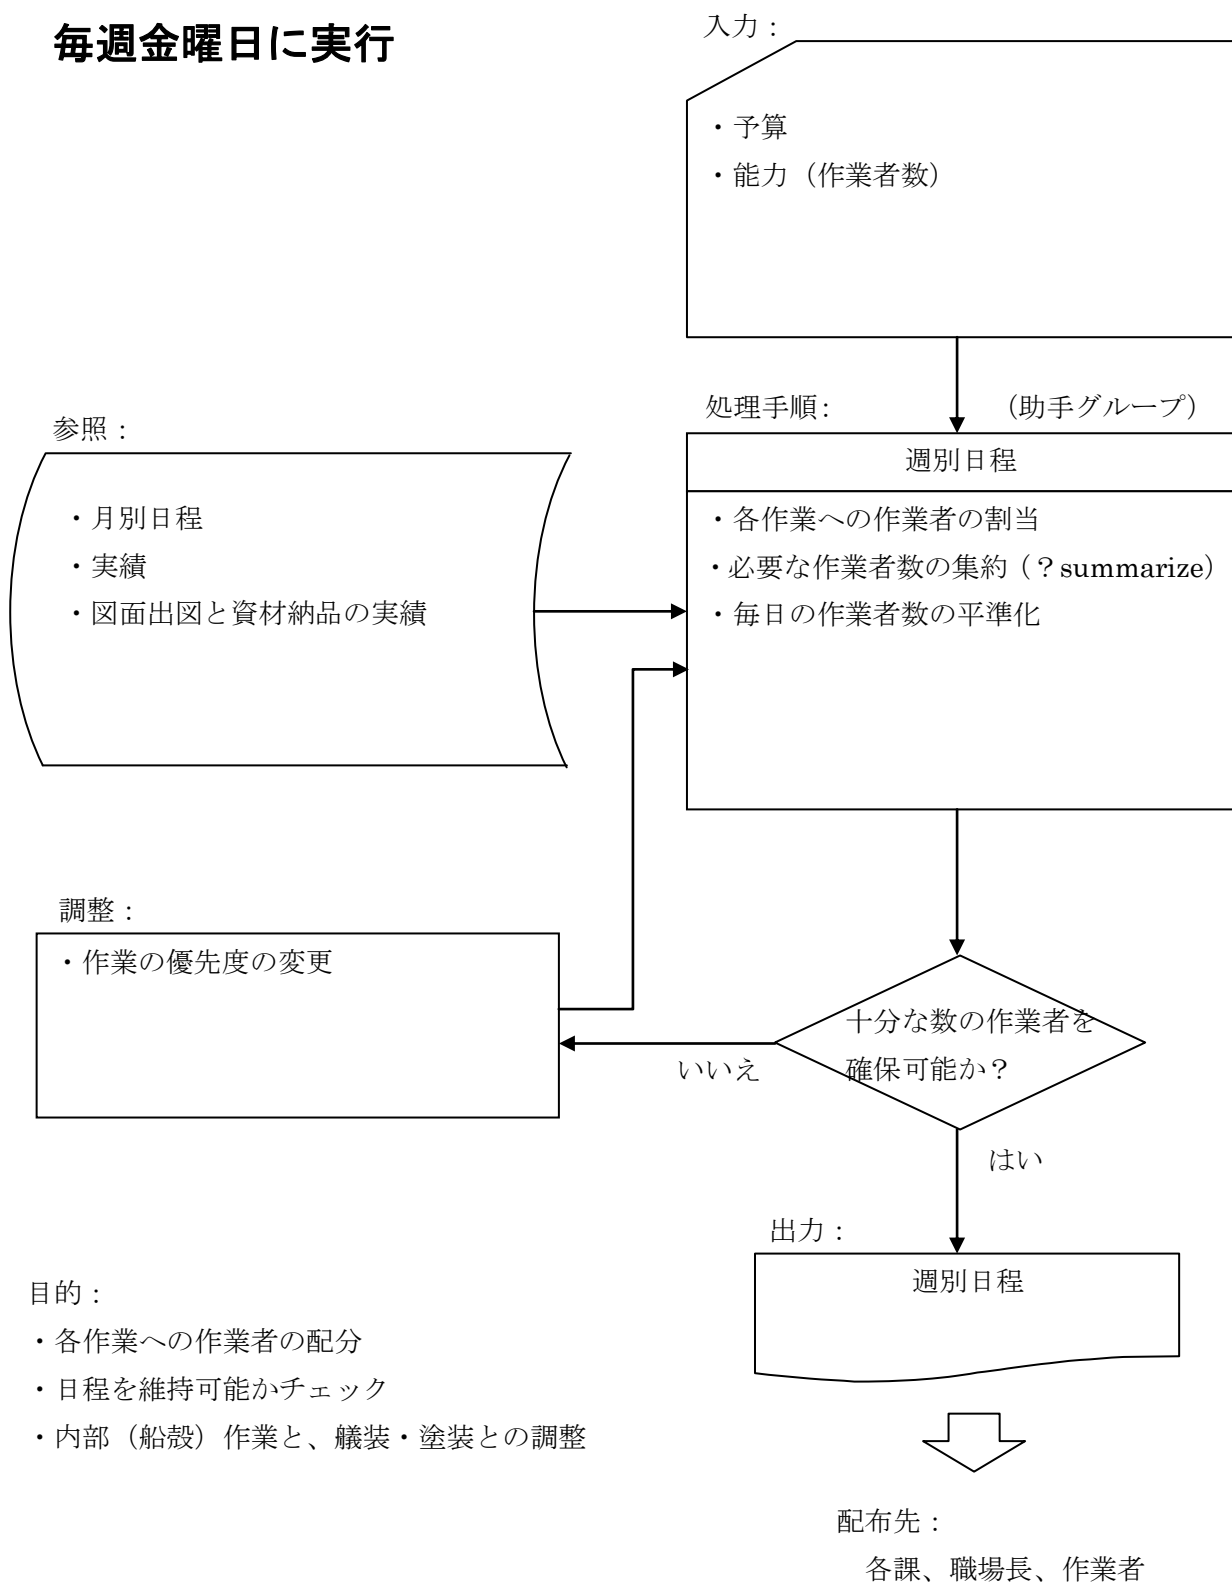 毎週金曜日に実行
入力：
・予算
・能力（作業者数）
処理手順：
（助手グループ）
週別日程
・各作業への作業者の割当
・必要な作業者数の集約（？summarize）
・毎日の作業者数の平準化
参照：
・月別日程
・実績
・図面出図と資材納品の実績
調整：
・作業の優先度の変更
十分な数の作業者を
確保可能か？
いいえ
はい
出力：
週別日程
目的：
・各作業への作業者の配分
・日程を維持可能かチェック
・内部（船殻）作業と、艤装・塗装との調整
配布先：
各課、職場長、作業者